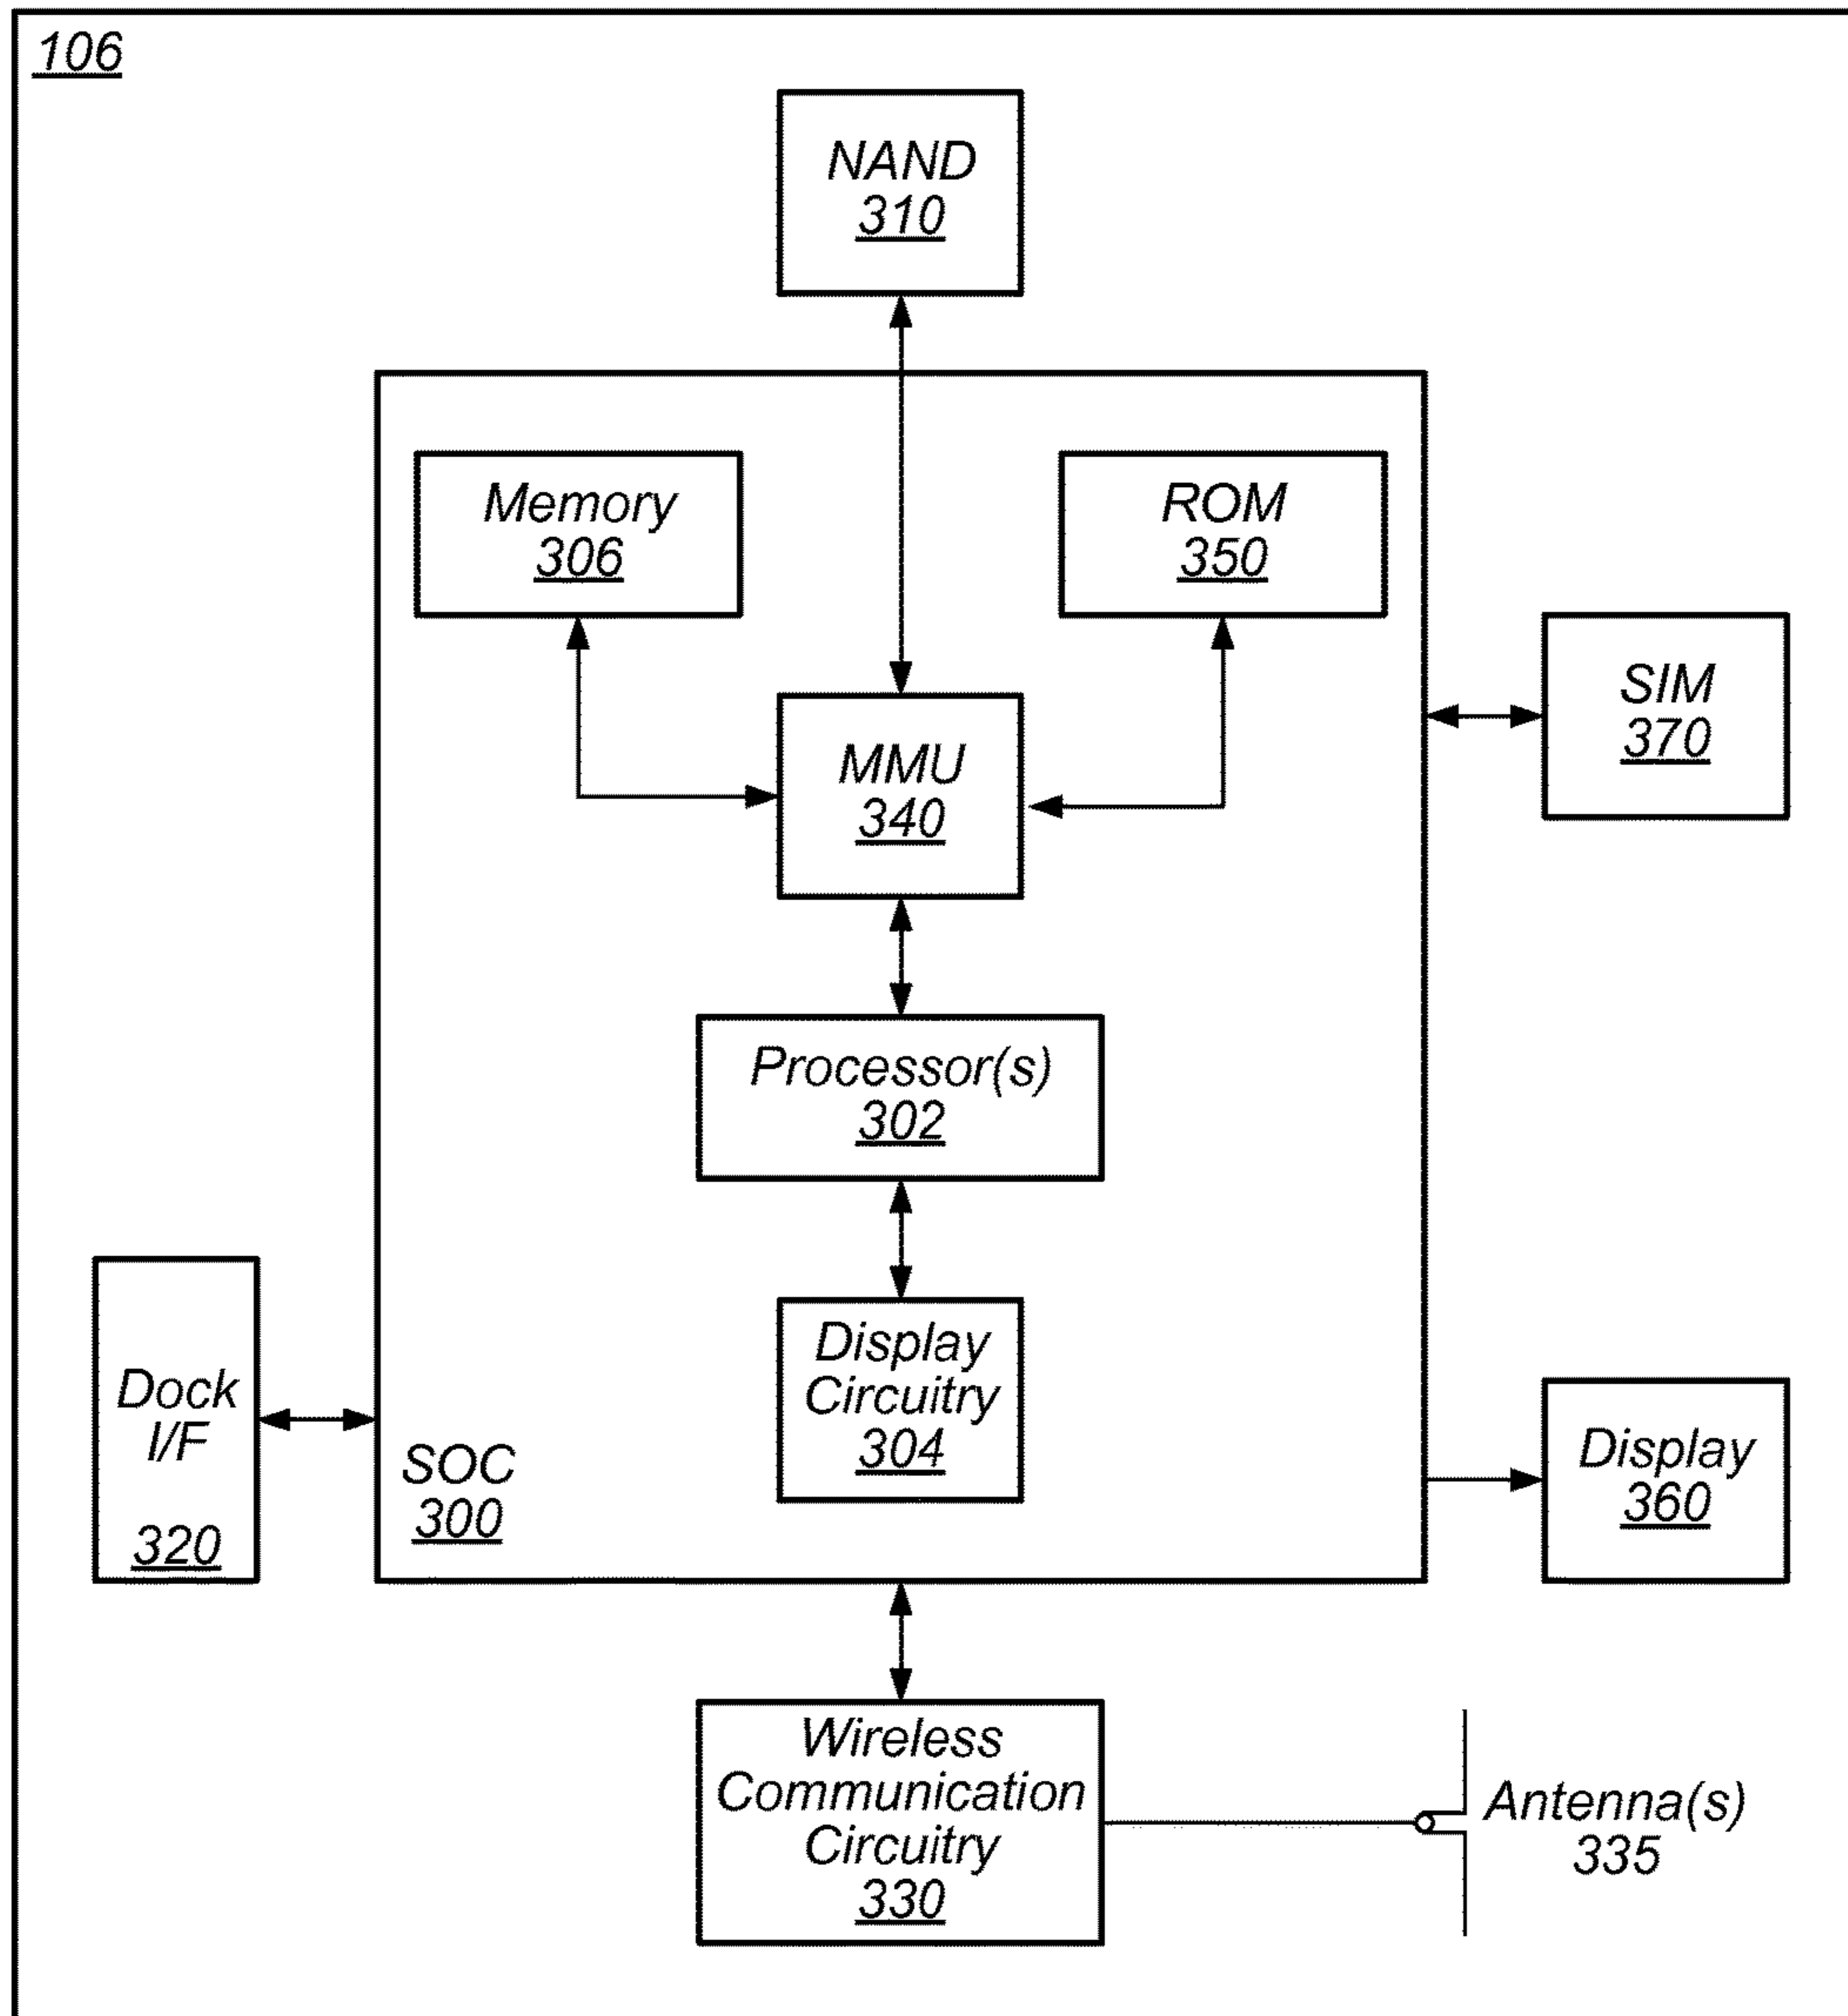 106
NAND
310
Memory
306
ROM
350
SIM
370
MMU
340
Processor(s)
302
Display
Circuitry
304
Dock
I/F
320
SOC
300
Display
360
Wireless
Communication
Circuitry
330
Antenna(s)
335